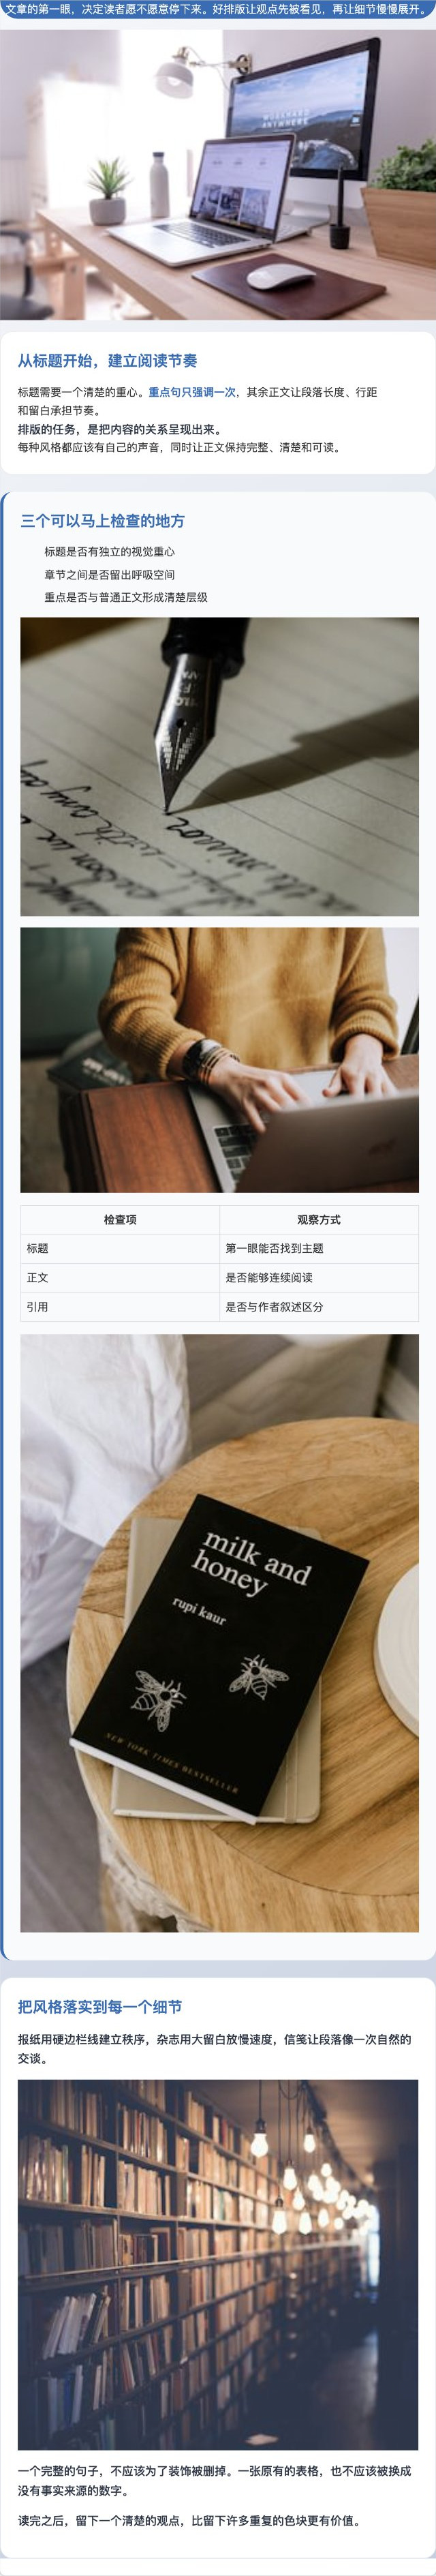 文章的第一眼，决定读者愿不愿意停下来。好排版让观点先被看见，再让细节慢慢展开。
WORK HARD
ANYWHERE
从标题开始，建立阅读节奏
标题需要一个清楚的重心。重点句只强调一次，其余正文让段落长度、行距
和留白承担节奏。
排版的任务，是把内容的关系呈现出来。
每种风格都应该有自己的声音，同时让正文保持完整、清楚和可读。
三个可以马上检查的地方
标题是否有独立的视觉重心
章节之间是否留出呼吸空间
重点是否与普通正文形成清楚层级
检查项 观察方式
标题 第一眼能否找到主题
正文 是否能够连续阅读
引用 是否与作者叙述区分
milk and
honey
rupi kaur
NEW YORK TIMES BESTSELLER
把风格落实到每一个细节
报纸用硬边栏线建立秩序，杂志用大留白放慢速度，信笺让段落像一次自然的
交谈。
一个完整的句子，不应该为了装饰被删掉。一张原有的表格，也不应该被换成
没有事实来源的数字。
读完之后，留下一个清楚的观点，比留下许多重复的色块更有价值。